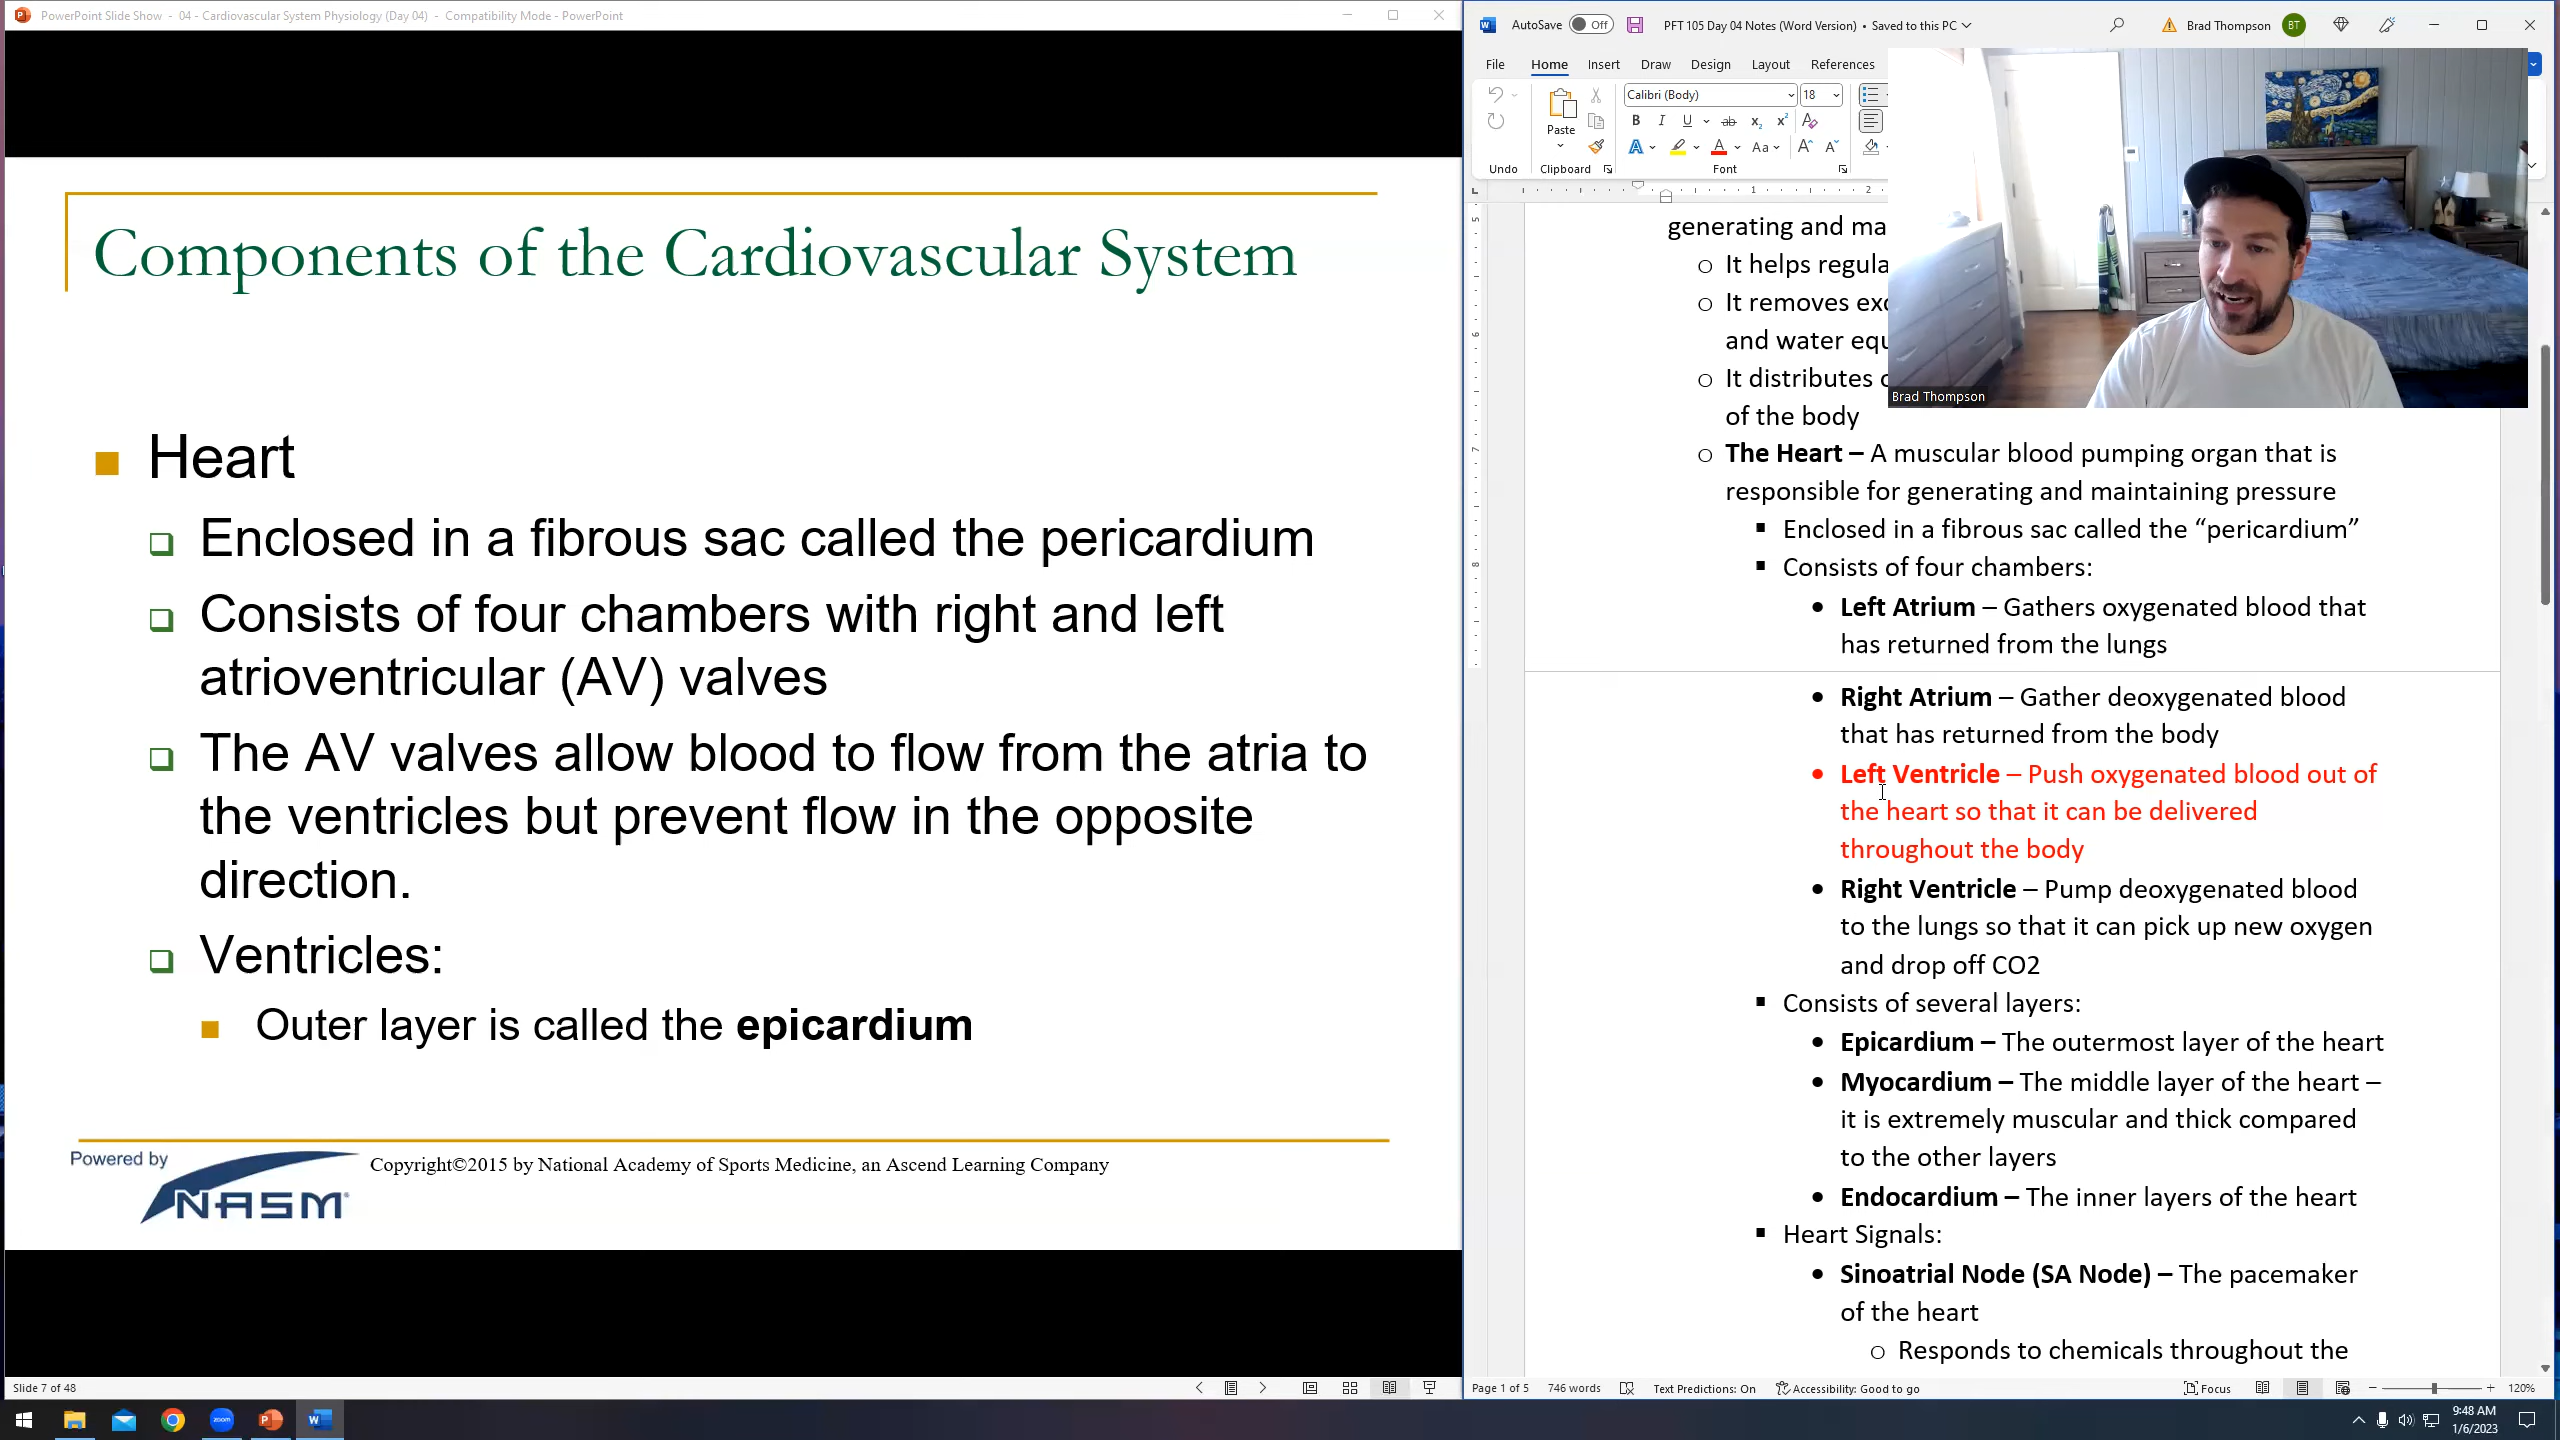 PowerPoint Slide Show - 04 - Cardiovascular System Physiology (Day 04) - Compatibility Mode - PowerPoint
Components of the Cardiovascular System
Heart
Enclosed in a fibrous sac called the pericardium
Consists of four chambers with right and left
atrioventricular (AV) valves
The AV valves allow blood to flow from the atria to
the ventricles but prevent flow in the opposite
direction.
Ventricles:
Outer layer is called the epicardium
Powered by
NASM
Copyright©2015 by National Academy of Sports Medicine, an Ascend Learning Company
Slide 7 of 48
AutoSave Off PFT 105 Day 04 Notes (Word Version) • Saved to this PC Brad Thompson BT
File Home Insert Draw Design Layout References
Calibri (Body) 18
Paste
B I U ab x₂ x² A
A A Aa A A
Undo Clipboard Font
1 2
5
6
7
8
generating and ma
It helps regula
It removes exc
and water equ
It distributes
of the body
Brad Thompson
The Heart – A muscular blood pumping organ that is
responsible for generating and maintaining pressure
Enclosed in a fibrous sac called the “pericardium”
Consists of four chambers:
Left Atrium – Gathers oxygenated blood that
has returned from the lungs
Right Atrium – Gather deoxygenated blood
that has returned from the body
Left Ventricle – Push oxygenated blood out of
the heart so that it can be delivered
throughout the body
Right Ventricle – Pump deoxygenated blood
to the lungs so that it can pick up new oxygen
and drop off CO2
Consists of several layers:
Epicardium – The outermost layer of the heart
Myocardium – The middle layer of the heart –
it is extremely muscular and thick compared
to the other layers
Endocardium – The inner layers of the heart
Heart Signals:
Sinoatrial Node (SA Node) – The pacemaker
of the heart
Responds to chemicals throughout the
Page 1 of 5 746 words Text Predictions: On Accessibility: Good to go Focus 120%
zoom
9:48 AM
1/6/2023